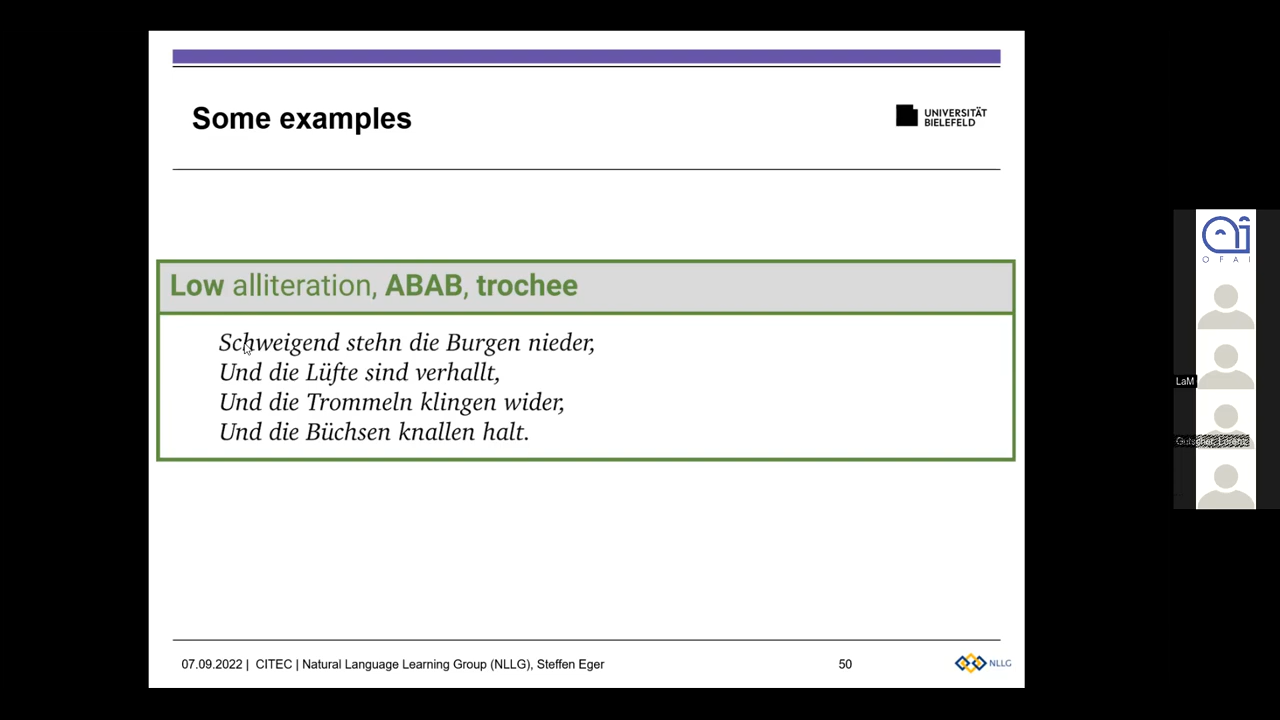 Some examples
UNIVERSITÄT
BIELEFELD
Low alliteration, ABAB, trochee
Schweigend stehn die Burgen nieder,
Und die Lüfte sind verhallt,
Und die Trommeln klingen wider,
Und die Büchsen knallen halt.
07.09.2022 | CITEC | Natural Language Learning Group (NLLG), Steffen Eger
50
NLLG
OFAI
LaM